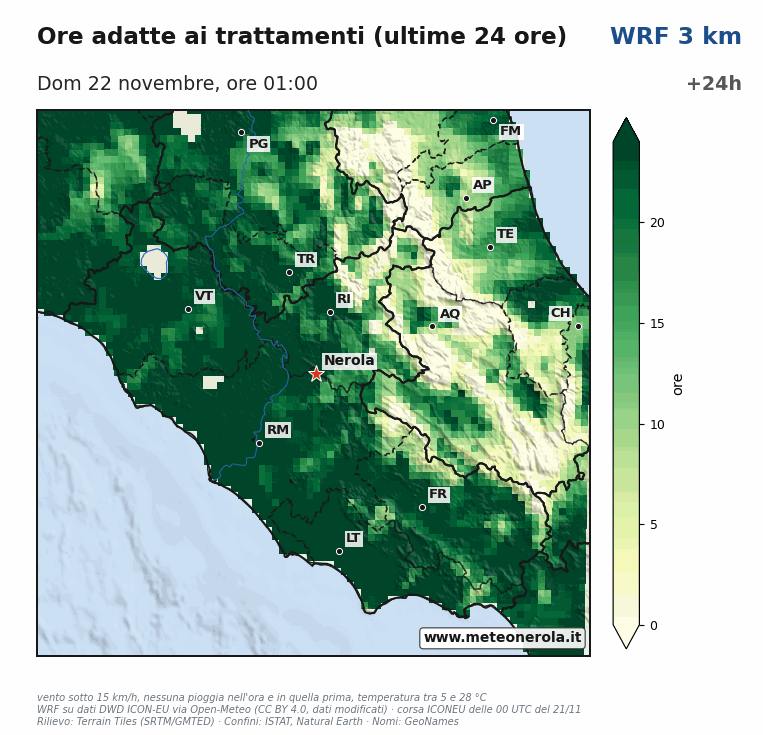 Ore adatte ai trattamenti (ultime 24 ore)
WRF 3 km
Dom 22 novembre, ore 01:00
+24h
FM
PG
AP
TE
TR
RI
VT
AQ
CH
Nerola
RM
FR
LT
www.meteonerola.it
20
15
10
5
0
ore
vento sotto 15 km/h, nessuna pioggia nell'ora e in quella prima, temperatura tra 5 e 28 °C
WRF su dati DWD ICON-EU via Open-Meteo (CC BY 4.0, dati modificati) · corsa ICONEU delle 00 UTC del 21/11
Rilievo: Terrain Tiles (SRTM/GMTED) · Confini: ISTAT, Natural Earth · Nomi: GeoNames